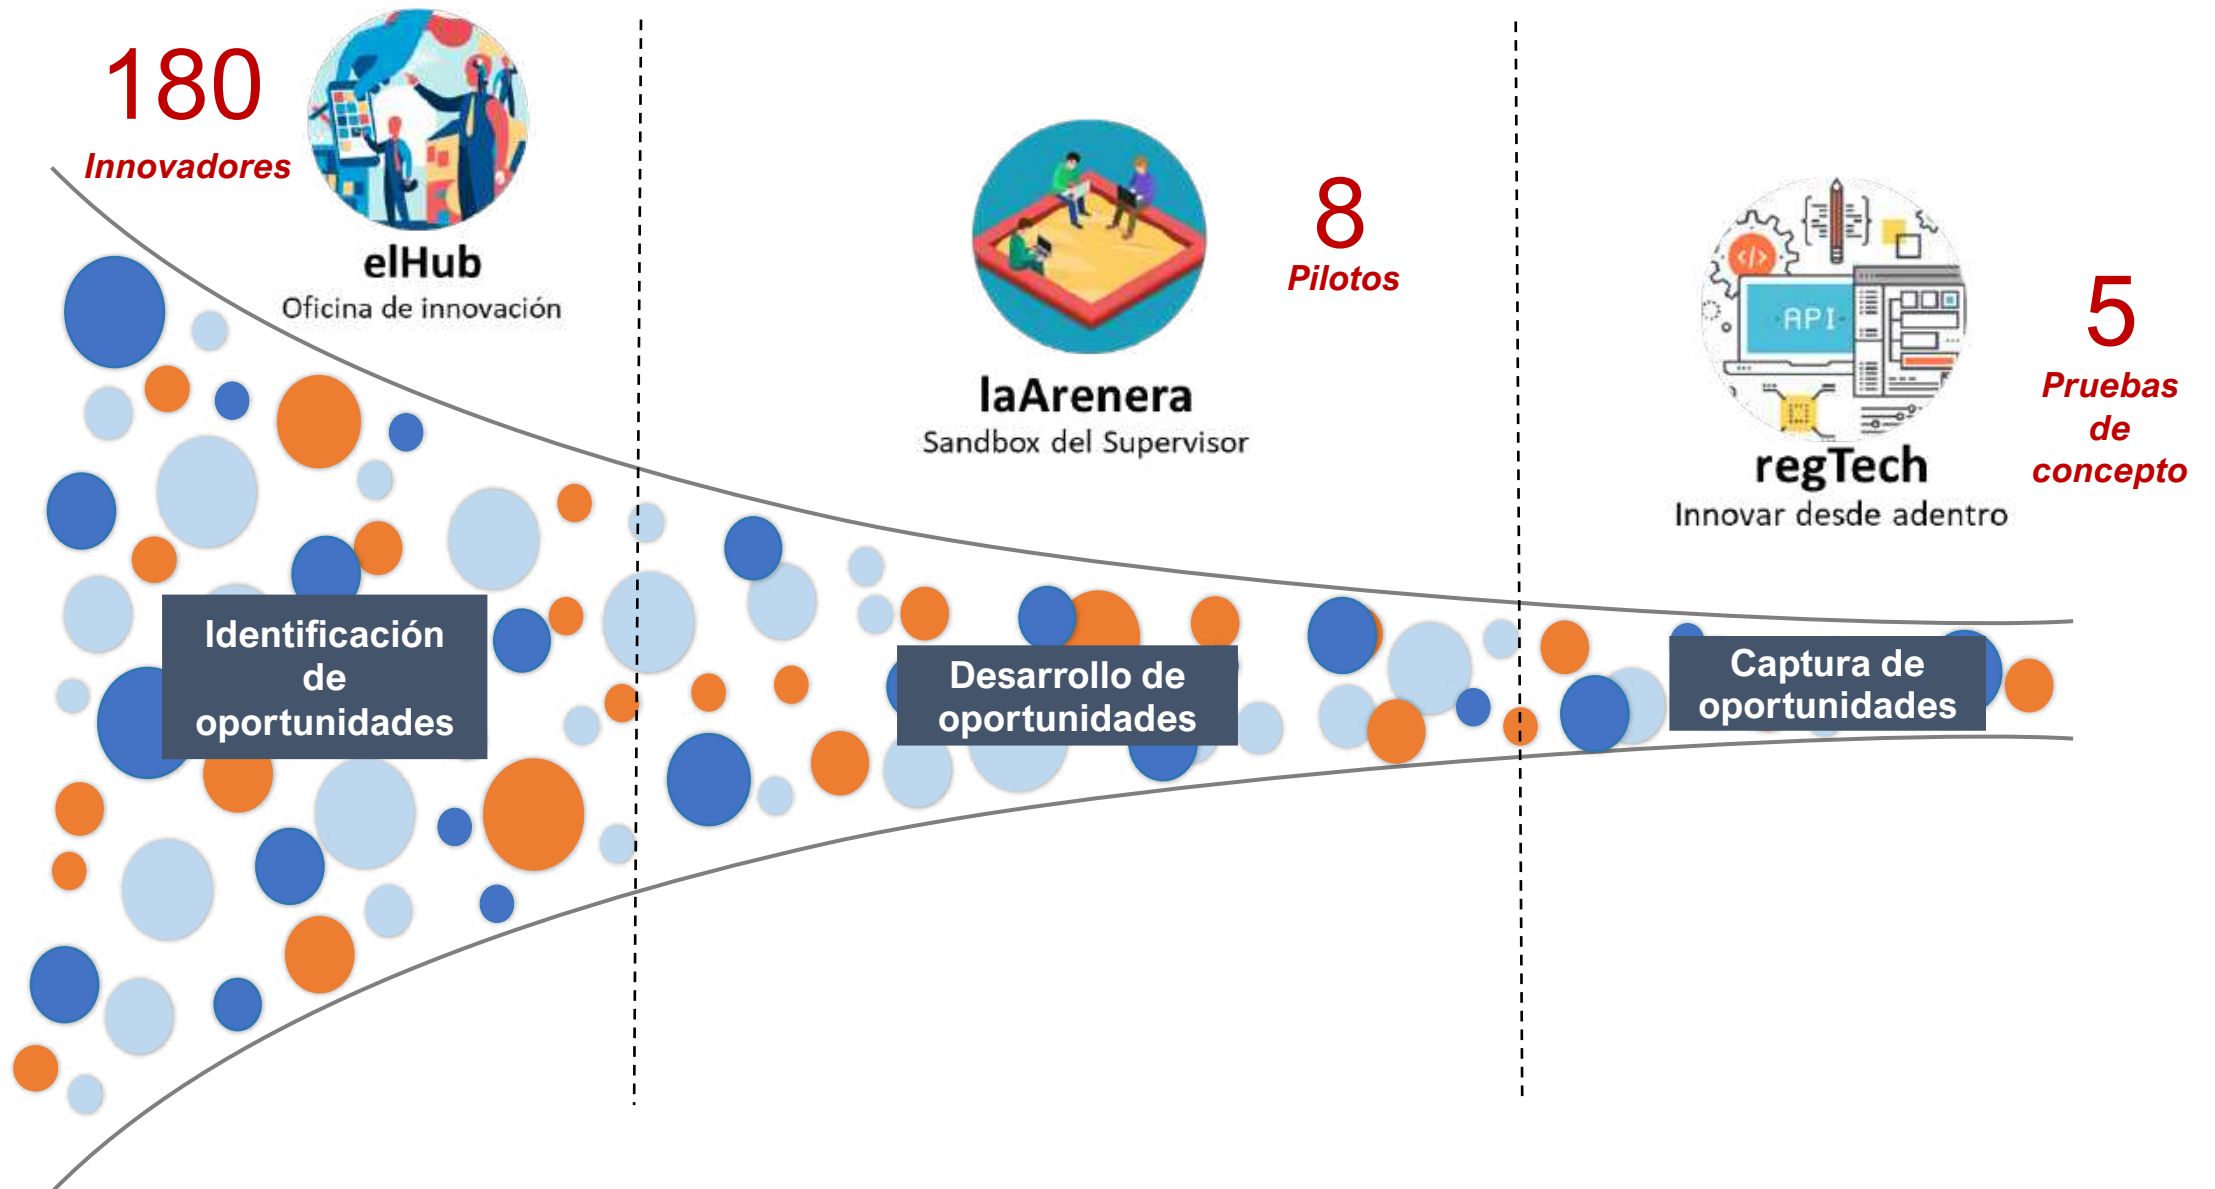 180
Innovadores
elHub
Oficina de innovación
8
Pilotos
laArenera
Sandbox del Supervisor
</>
API
regTech
Innovar desde adentro
5
Pruebas
de
concepto
Identificación
de
oportunidades
Desarrollo de
oportunidades
Captura de
oportunidades